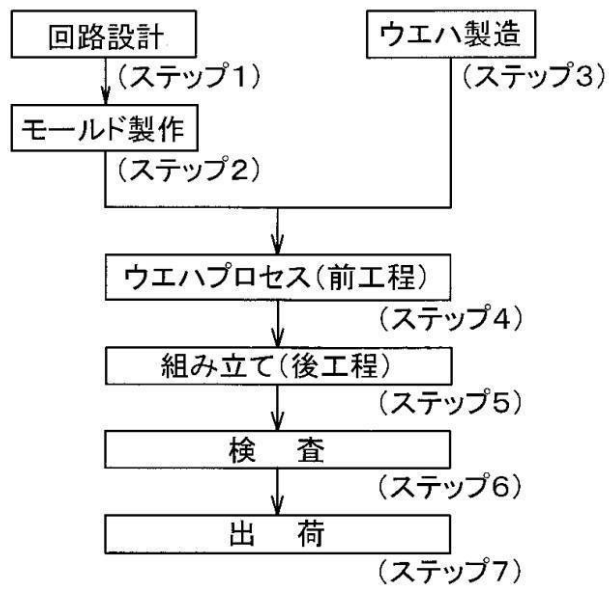 回路設計
(ステップ1)
モールド製作
(ステップ2)
ウエハ製造
(ステップ3)
ウエハプロセス(前工程)
(ステップ4)
組み立て(後工程)
(ステップ5)
検 査
(ステップ6)
出 荷
(ステップ7)